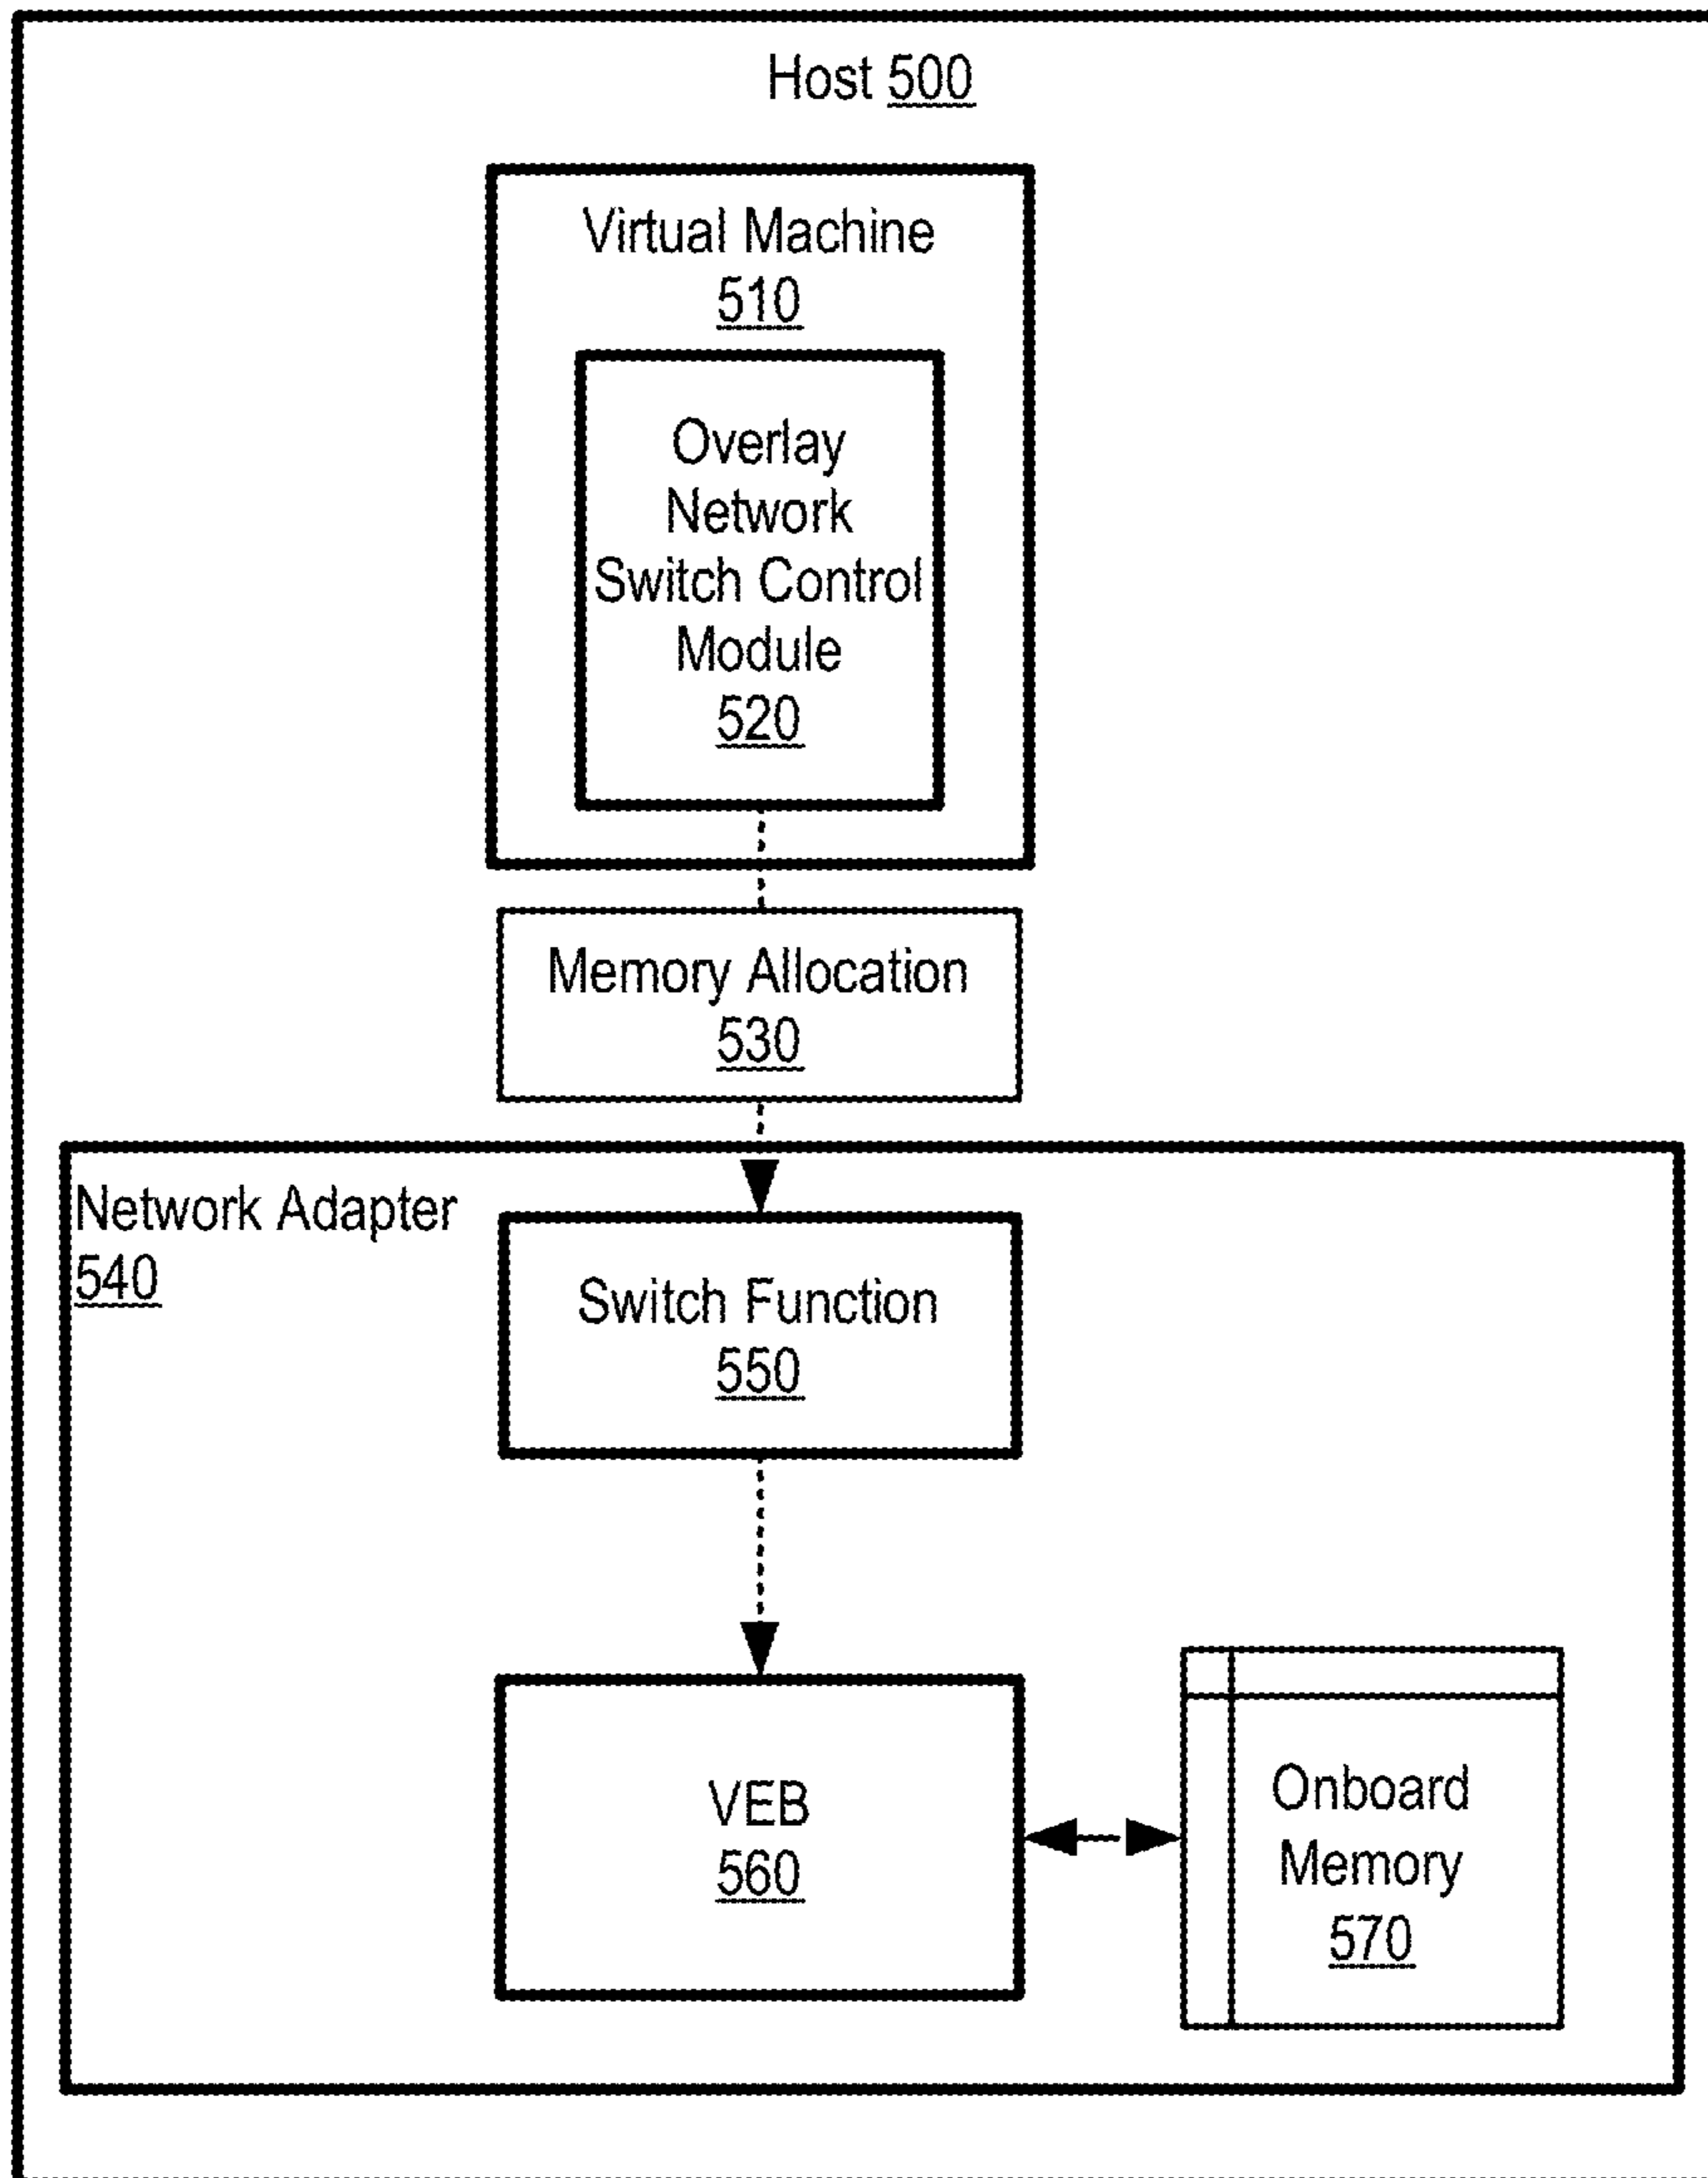 Host 500
Virtual Machine
510
Overlay
Network
Switch Control
Module
520
Memory Allocation
530
Network Adapter
540
Switch Function
550
VEB
560
Onboard
Memory
570